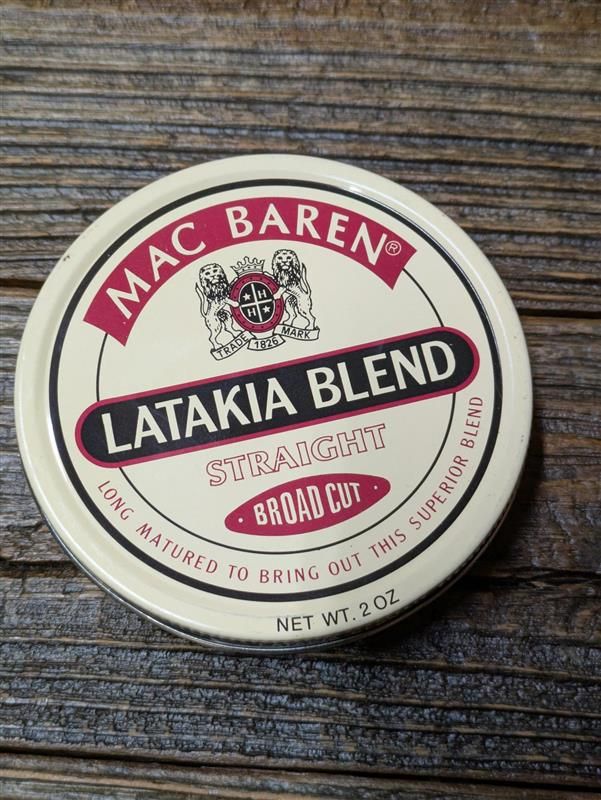 MAC BAREN®
H H
TRADE 1826 MARK
LATAKIA BLEND
STRAIGHT
· BROAD CUT ·
LONG MATURED TO BRING OUT THIS SUPERIOR BLEND
NET WT. 2 OZ